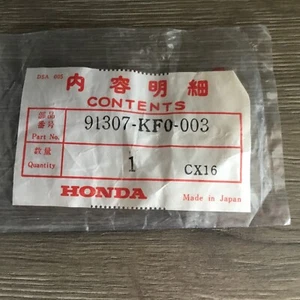 DSA 003
内容明細
CONTENTS
部品番号
Part No.
91307-KF0-003
数量
Quantity
1
CX16
HONDA
Made in Japan